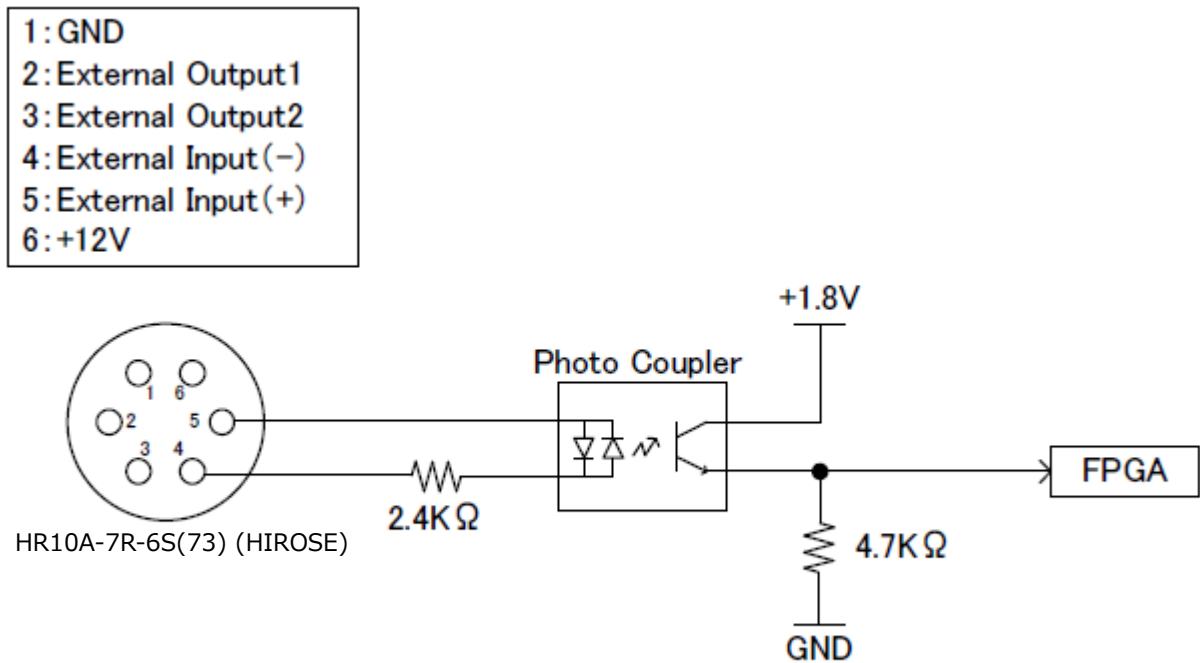 1:GND
2:External Output1
3:External Output2
4:External Input(-)
5:External Input(+)
6:+12V
+1.8V
Photo Coupler
1
6
2
5
3
4
2.4KΩ
FPGA
HR10A-7R-6S(73) (HIROSE)
4.7KΩ
GND